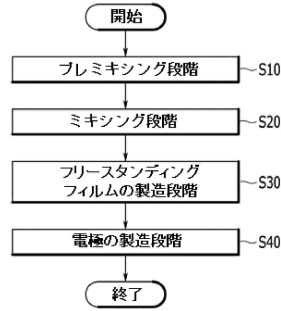 開始
プレミキシング段階
S10
ミキシング段階
S20
フリースタンディング
フィルムの製造段階
S30
電極の製造段階
S40
終了